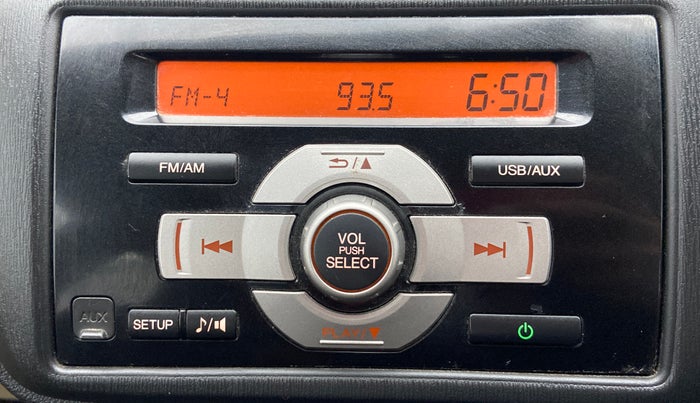 FM-4 93.5 6:50
FM/AM
USB/AUX
VOL
PUSH
SELECT
AUX
SETUP